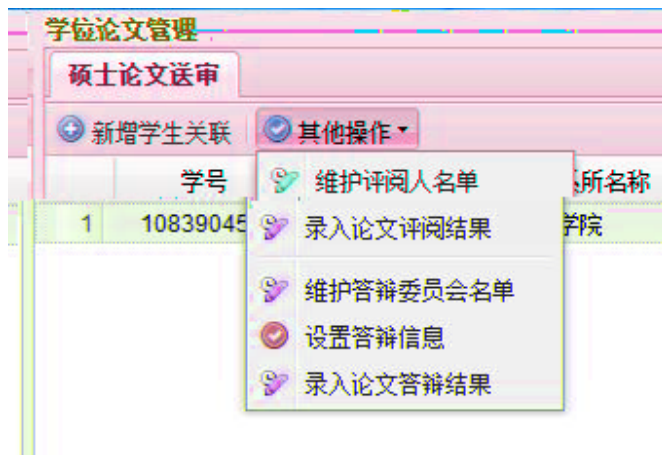 学位论文管理
硕士论文送审
新增学生关联 其他操作
学号 所名称
1 10839045 学院
维护评阅人名单
录入论文评阅结果
维护答辩委员会名单
设置答辩信息
录入论文答辩结果